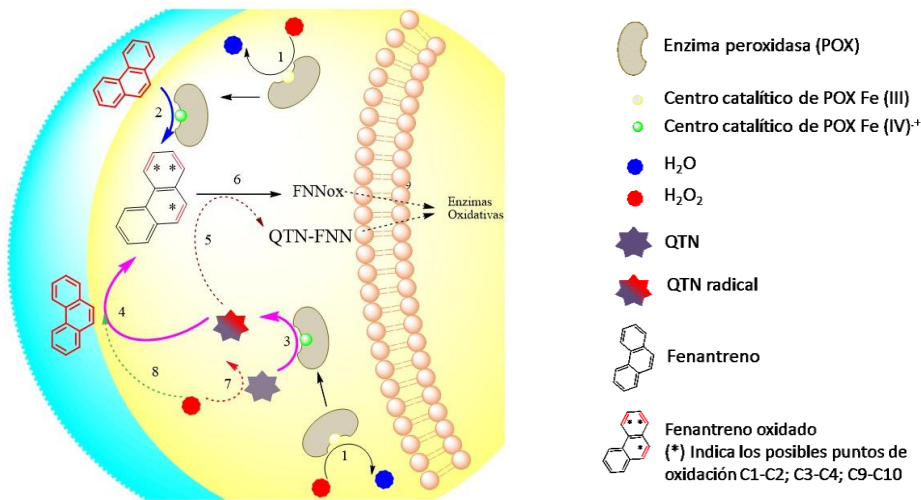 1
2
* *
*
6
FNNox
9
Enzimas
Oxidativas
QTN-FNN
5
4
3
8
7
1
Enzima peroxidasa (POX)
Centro catalítico de POX Fe (III)
Centro catalítico de POX Fe (IV)·+
H2O
H2O2
QTN
QTN radical
Fenantreno
* *
*
Fenantreno oxidado
(*) Indica los posibles puntos de
oxidación C1-C2; C3-C4; C9-C10